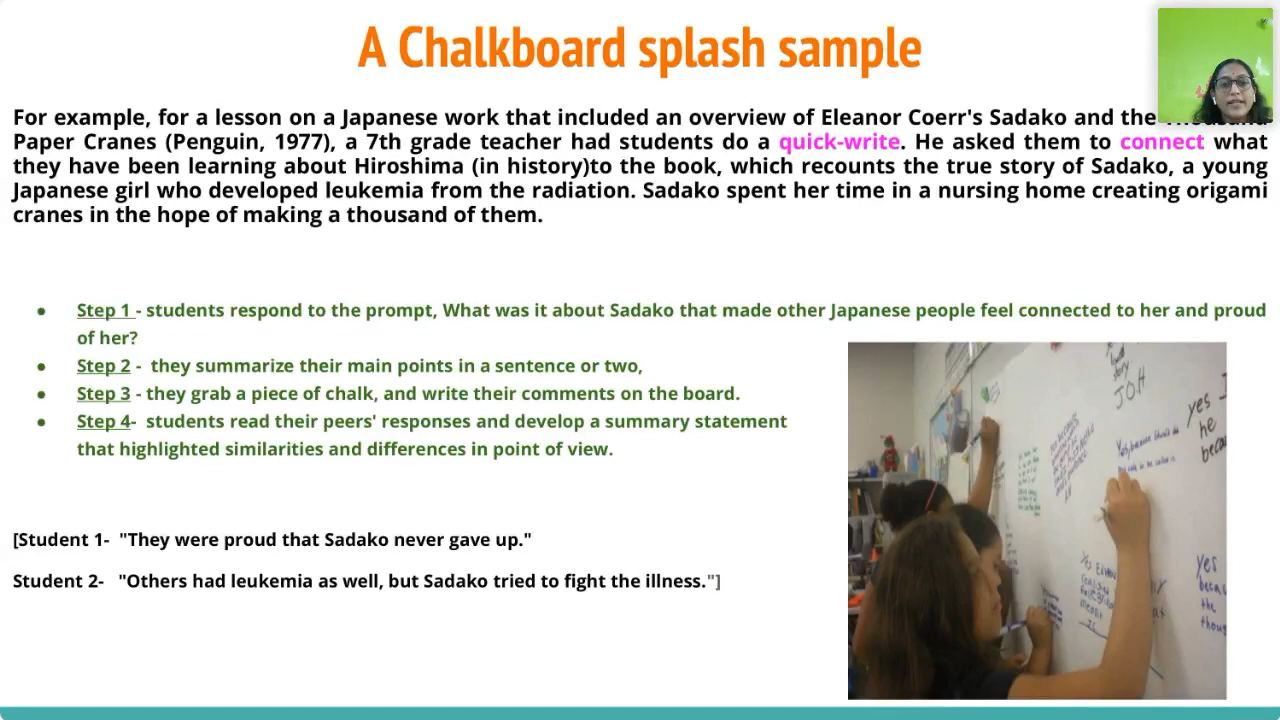 A Chalkboard splash sample
For example, for a lesson on a Japanese work that included an overview of Eleanor Coerr's Sadako and the
Paper Cranes (Penguin, 1977), a 7th grade teacher had students do a quick-write. He asked them to connect what
they have been learning about Hiroshima (in history)to the book, which recounts the true story of Sadako, a young
Japanese girl who developed leukemia from the radiation. Sadako spent her time in a nursing home creating origami
cranes in the hope of making a thousand of them.
● Step 1 - students respond to the prompt, What was it about Sadako that made other Japanese people feel connected to her and proud
of her?
● Step 2 - they summarize their main points in a sentence or two,
● Step 3 - they grab a piece of chalk, and write their comments on the board.
● Step 4- students read their peers' responses and develop a summary statement
that highlighted similarities and differences in point of view.
[Student 1- "They were proud that Sadako never gave up."
Student 2- "Others had leukemia as well, but Sadako tried to fight the illness."]
story
JOH
yes
he
Yes, because
yes
the